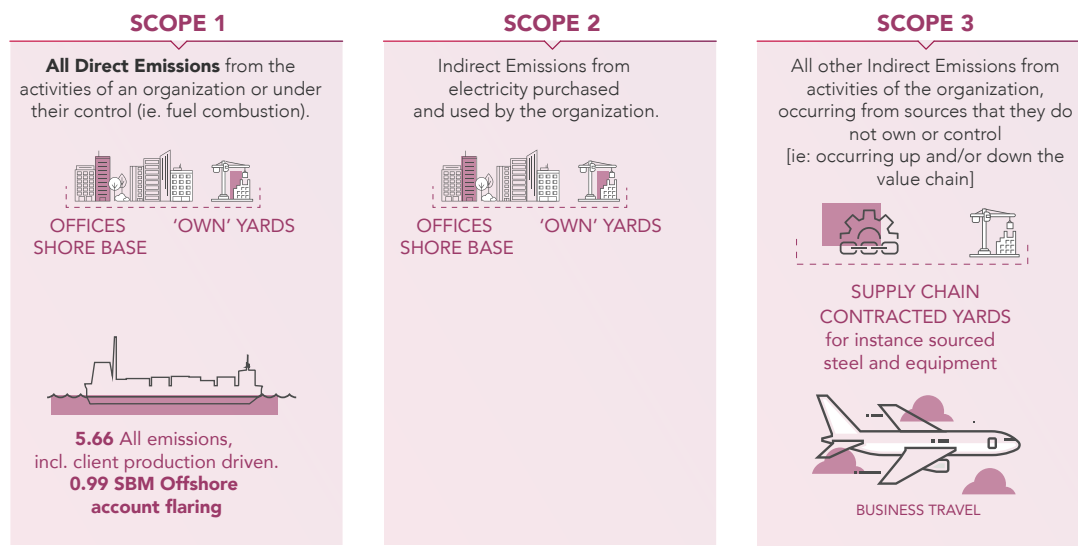 SCOPE 1
All Direct Emissions from the
activities of an organization or under
their control (ie. fuel combustion).
OFFICES
SHORE BASE
'OWN' YARDS
5.66 All emissions,
incl. client production driven.
0.99 SBM Offshore
account flaring
SCOPE 2
Indirect Emissions from
electricity purchased
and used by the organization.
OFFICES
SHORE BASE
'OWN' YARDS
SCOPE 3
All other Indirect Emissions from
activities of the organization,
occurring from sources that they do
not own or control
[ie: occurring up and/or down the
value chain]
SUPPLY CHAIN
CONTRACTED YARDS
for instance sourced
steel and equipment
BUSINESS TRAVEL